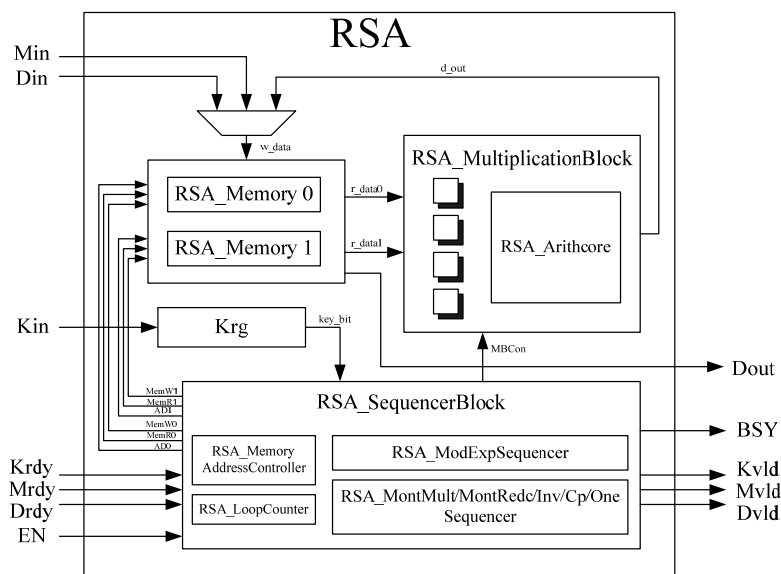 RSA
Min
Din
d_out
w_data
RSA_MultiplicationBlock
RSA_Memory 0
r_data0
RSA_Memory 1
r_data1
RSA_Arithcore
Kin
Krg
key_bit
MBCon
Dout
MemW1
MemR1
AD1
MemW0
MemR0
AD0
RSA_SequencerBlock
BSY
RSA_Memory
AddressController
RSA_ModExpSequencer
Krdy
Mrdy
Drdy
EN
RSA_LoopCounter
RSA_MontMult/MontRedc/Inv/Cp/One
Sequencer
Kvld
Mvld
Dvld